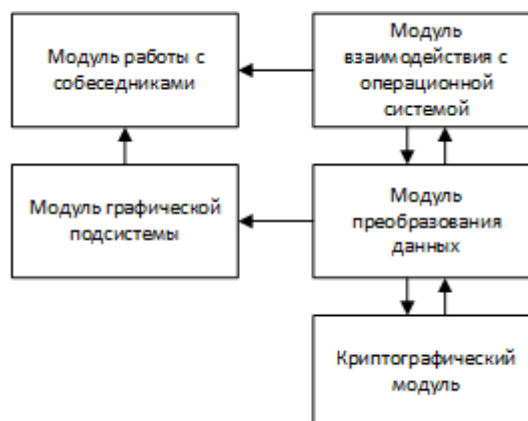 Модуль работы с
собеседниками
Модуль
взаимодействия с
операционной
системой
Модуль графической
подсистемы
Модуль
преобразования
данных
Криптографический
модуль